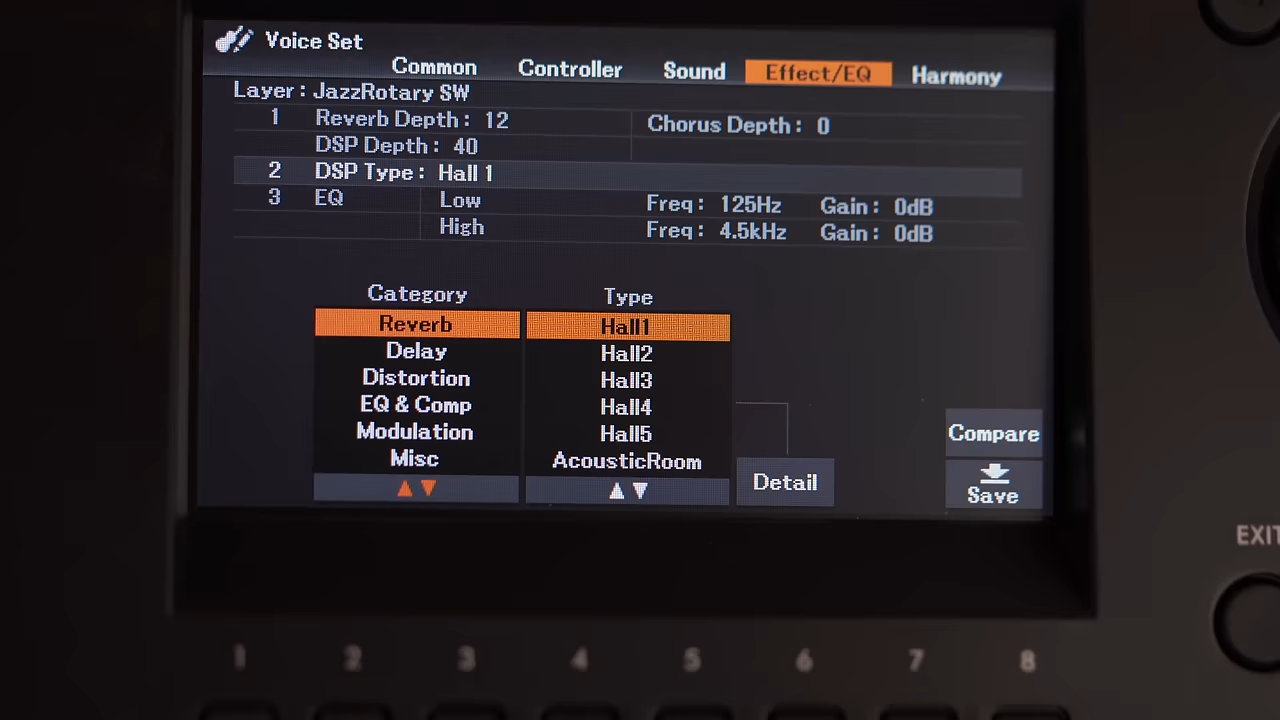 Voice Set
Common Controller Sound Effect/EQ Harmony
Layer : JazzRotary SW
1 Reverb Depth : 12 Chorus Depth : 0
DSP Depth : 40
2 DSP Type : Hall 1
3 EQ Low Freq : 125Hz Gain : 0dB
High Freq : 4.5kHz Gain : 0dB
Category Type
Reverb Hall1
Delay Hall2
Distortion Hall3
EQ & Comp Hall4
Modulation Hall5
Misc AcousticRoom
Detail
Compare
Save
EXIT
1 2 3 4 5 6 7 8